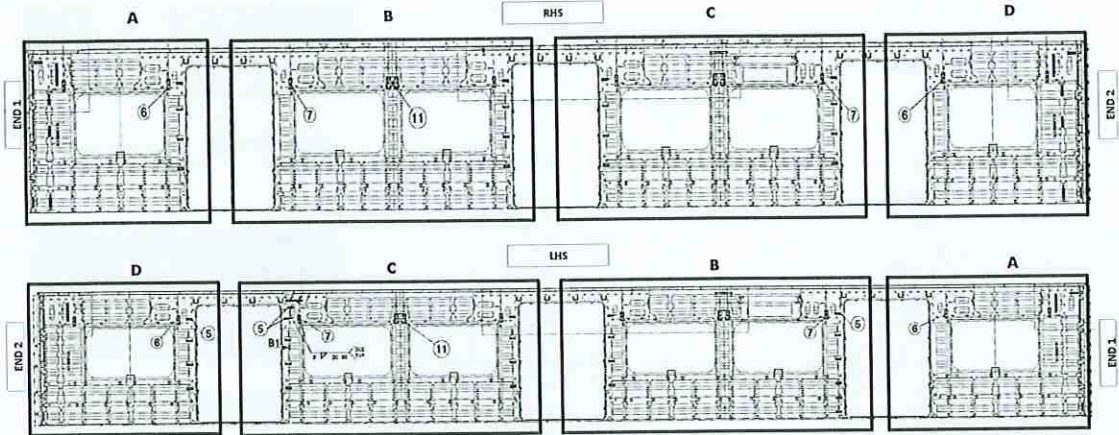 RHS
A B C D
END 1
END 2
6 7 11 7 6
LHS
D C B A
END 2
END 1
5 5 5
6 7 11 7 6
B1